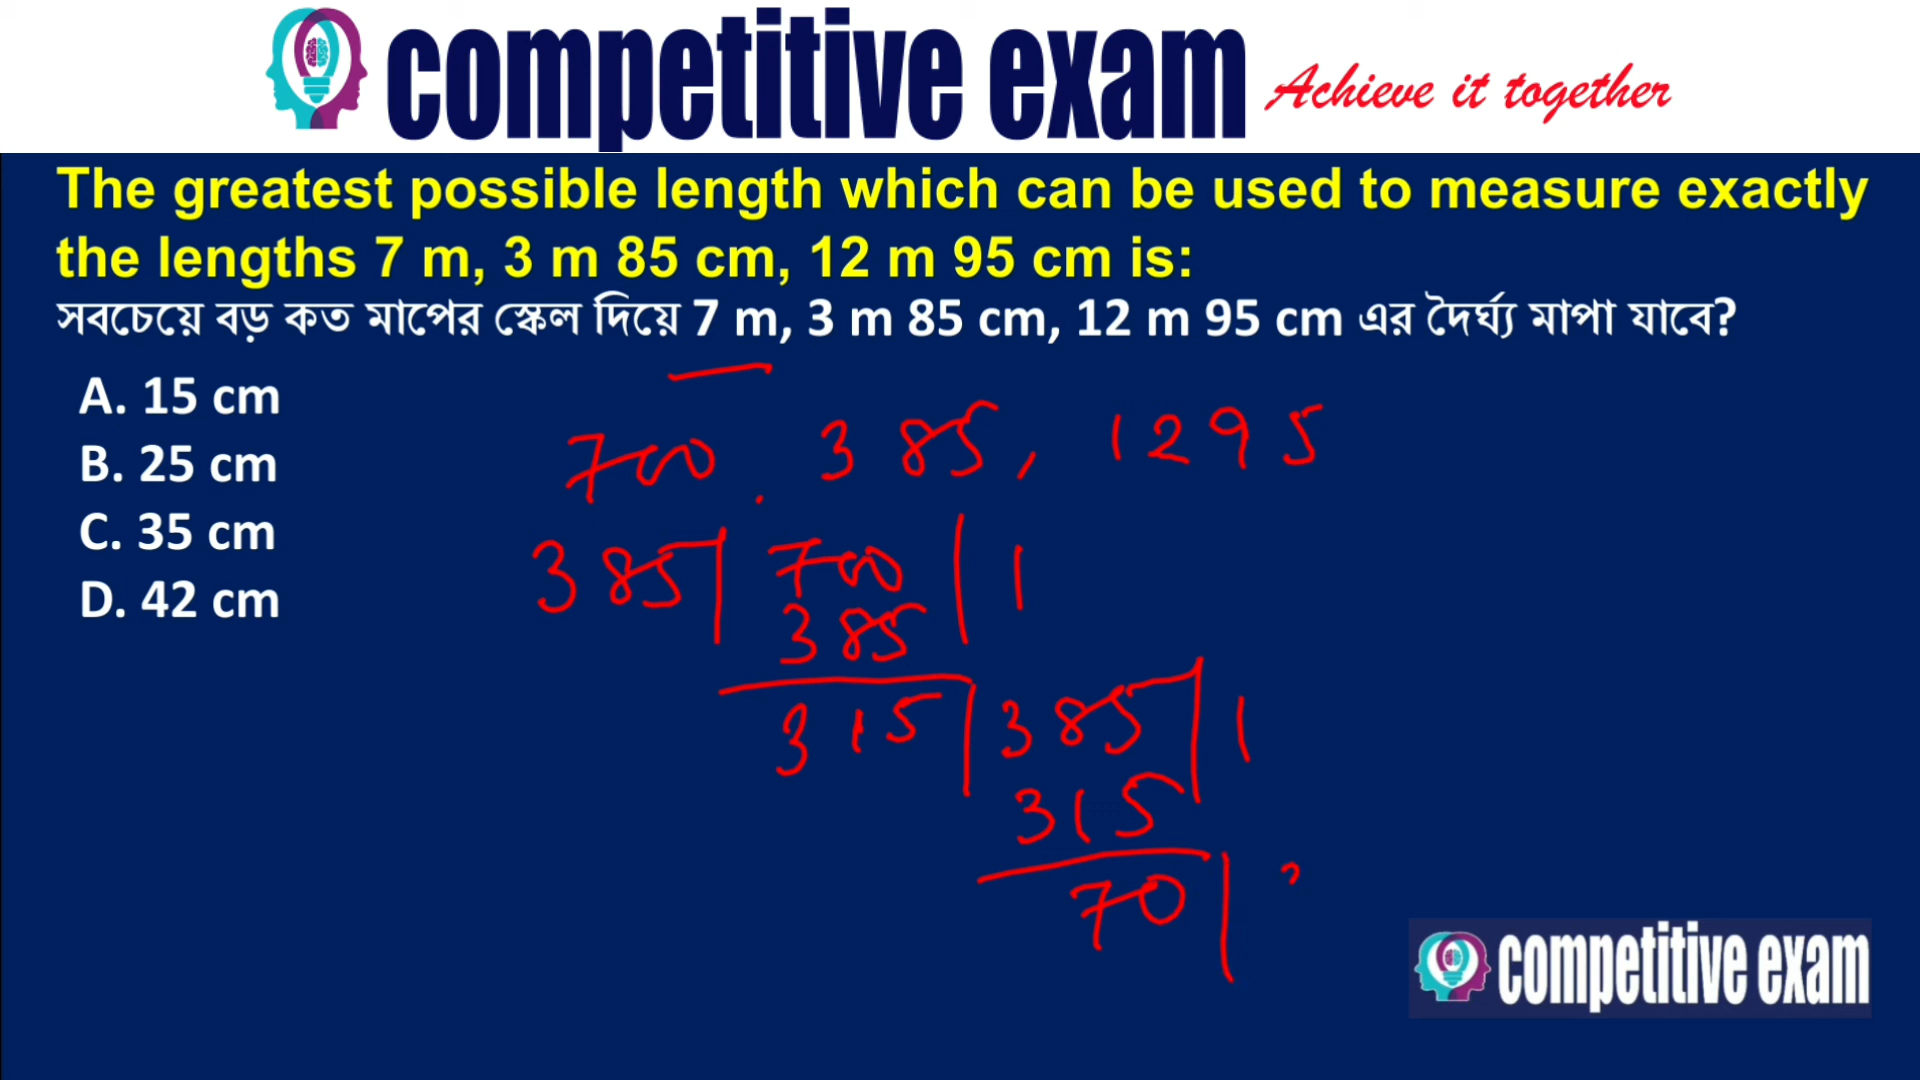 competitive exam Achieve it together
The greatest possible length which can be used to measure exactly
the lengths 7 m, 3 m 85 cm, 12 m 95 cm is:
সবচেয়ে বড় কত মাপের স্কেল দিয়ে 7 m, 3 m 85 cm, 12 m 95 cm এর দৈর্ঘ্য মাপা যাবে?
A. 15 cm
B. 25 cm
C. 35 cm
D. 42 cm
700, 385, 1295
385 | 700 | 1
385
315 | 385 | 1
315
70 |
competitive exam